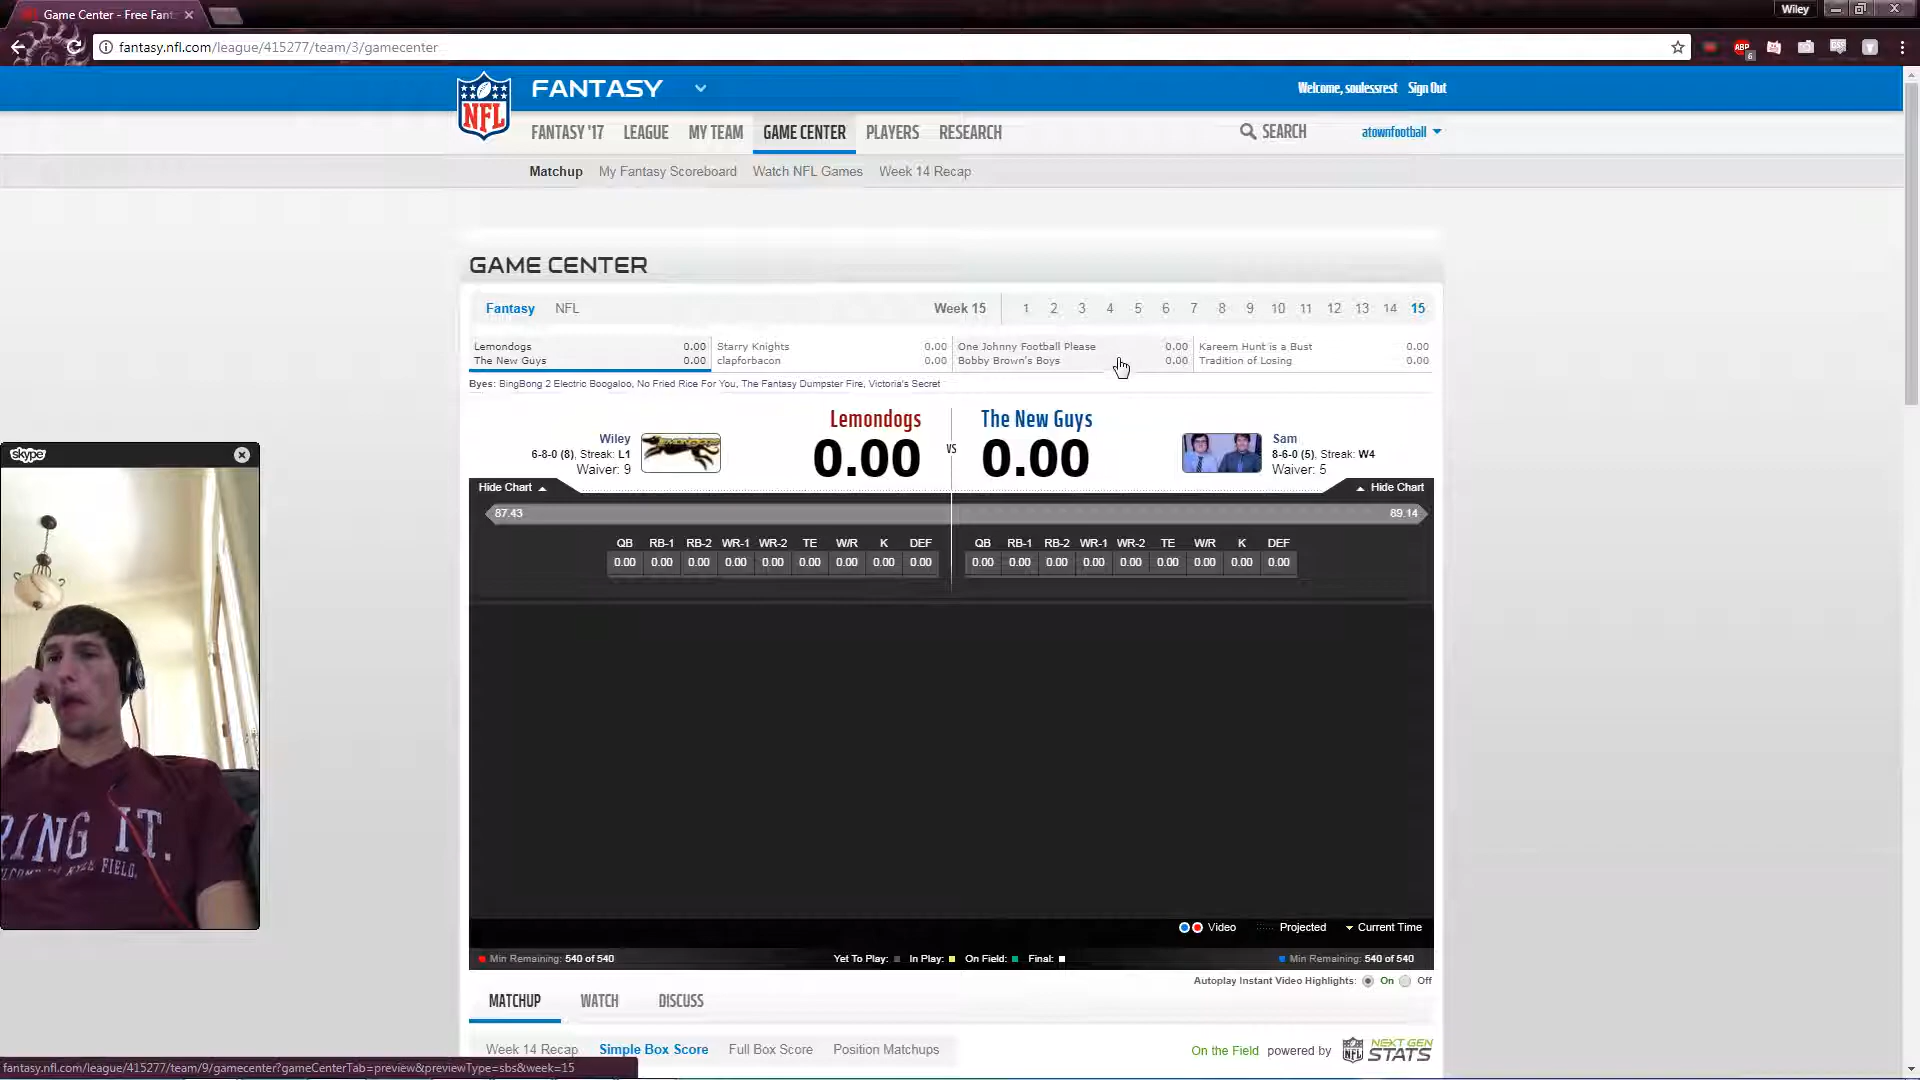 Game Center - Free Fant
Wiley
fantasy.nfl.com/league/415277/team/3/gamecenter
ABP
6
NFL
FANTASY
Welcome, soulessrest Sign Out
FANTASY '17 LEAGUE MY TEAM GAME CENTER PLAYERS RESEARCH
SEARCH
atownfootball
Matchup My Fantasy Scoreboard Watch NFL Games Week 14 Recap
GAME CENTER
Fantasy NFL
Week 15 1 2 3 4 5 6 7 8 9 10 11 12 13 14 15
Lemondogs 0.00 Starry Knights 0.00 One Johnny Football Please 0.00 Kareem Hunt is a Bust 0.00
The New Guys 0.00 clapforbacon 0.00 Bobby Brown's Boys 0.00 Tradition of Losing 0.00
Byes: BingBong 2 Electric Boogaloo, No Fried Rice For You, The Fantasy Dumpster Fire, Victoria's Secret
Lemondogs The New Guys
Wiley
6-8-0 (8), Streak: L1
Waiver: 9
0.00 VS 0.00
Sam
8-6-0 (5), Streak: W4
Waiver: 5
skype
Hide Chart Hide Chart
87.43 89.14
QB RB-1 RB-2 WR-1 WR-2 TE W/R K DEF QB RB-1 RB-2 WR-1 WR-2 TE W/R K DEF
0.00 0.00 0.00 0.00 0.00 0.00 0.00 0.00 0.00 0.00 0.00 0.00 0.00 0.00 0.00 0.00 0.00 0.00
Video Projected Current Time
Min Remaining: 540 of 540 Yet To Play: In Play: On Field: Final: Min Remaining: 540 of 540
Autoplay Instant Video Highlights: On Off
MATCHUP WATCH DISCUSS
Week 14 Recap Simple Box Score Full Box Score Position Matchups
On the Field powered by NFL NEXT GEN STATS
fantasy.nfl.com/league/415277/team/9/gamecenter?gameCenterTab=preview&previewType=sbs&week=15
RING IT.
FIELD.